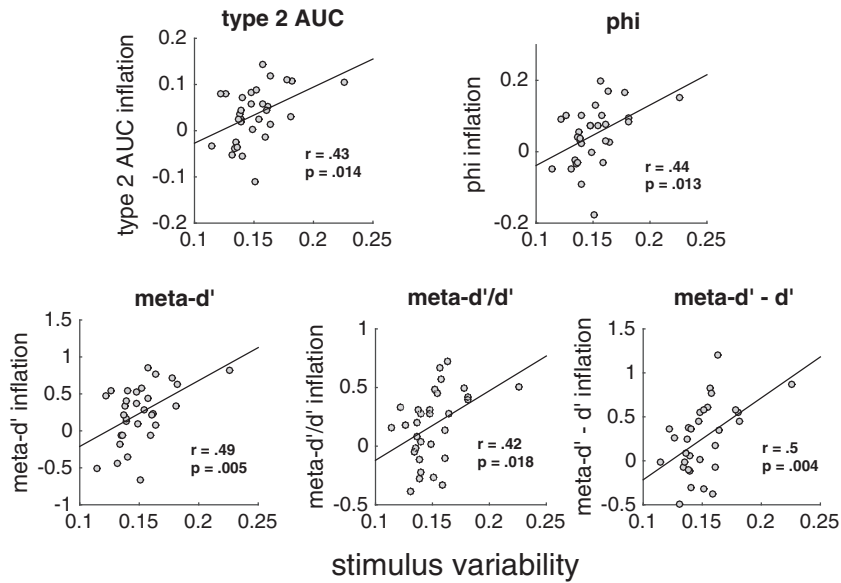 type 2 AUC
type 2 AUC inflation
0.2
0.1
0
-0.1
-0.2
0.1 0.15 0.2 0.25
r = .43
p = .014
phi
phi inflation
0.2
0
-0.2
0.1 0.15 0.2 0.25
r = .44
p = .013
meta-d'
meta-d' inflation
1.5
1
0.5
0
-0.5
-1
0.1 0.15 0.2 0.25
r = .49
p = .005
meta-d'/d'
meta-d'/d' inflation
1
0.5
0
-0.5
0.1 0.15 0.2 0.25
r = .42
p = .018
meta-d' - d'
meta-d' - d' inflation
1.5
1
0.5
0
-0.5
0.1 0.15 0.2 0.25
r = .5
p = .004
stimulus variability